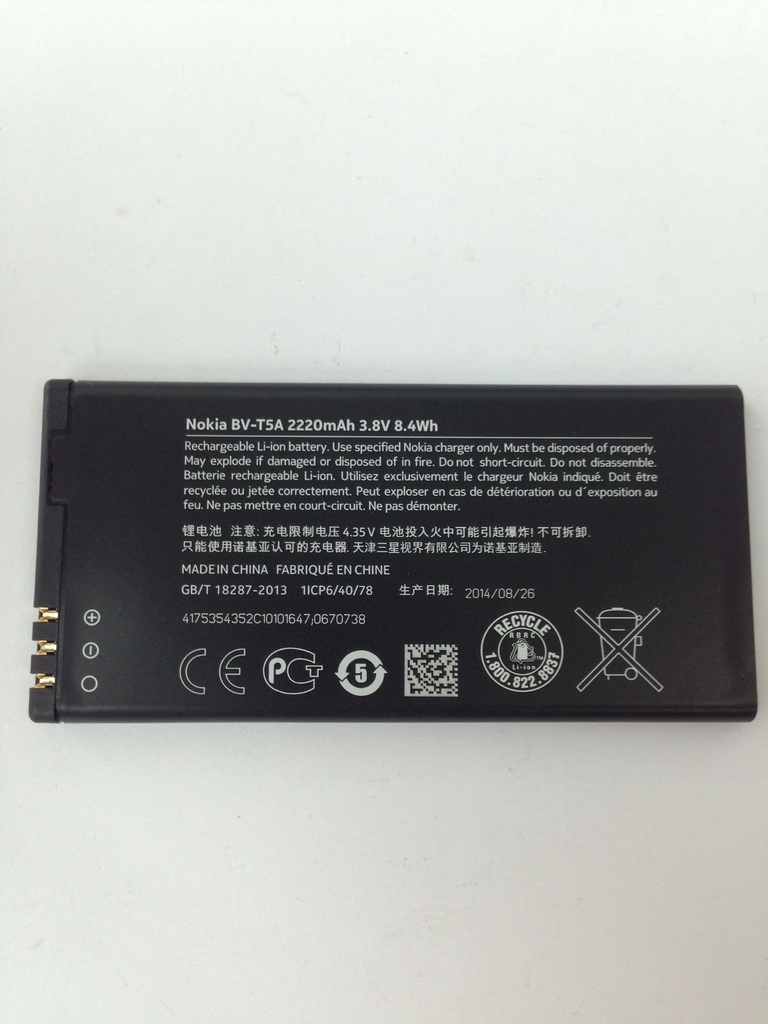 Nokia BV-T5A 2220mAh 3.8V 8.4Wh
Rechargeable Li-ion battery. Use specified Nokia charger only. Must be disposed of properly.
May explode if damaged or disposed of in fire. Do not short-circuit. Do not disassemble.
Batterie rechargeable Li-ion. Utilisez exclusivement le chargeur Nokia indiqué. Doit être
recyclée ou jetée correctement. Peut exploser en cas de détérioration ou d´exposition au
feu. Ne pas mettre en court-circuit. Ne pas démonter.
锂电池 注意: 充电限制电压 4.35V 电池投入火中可能引起爆炸! 不可拆卸.
只能使用诺基亚认可的充电器. 天津三星视界有限公司为诺基亚制造.
MADE IN CHINA FABRIQUÉ EN CHINE
GB/T 18287-2013 1ICP6/40/78 生产日期: 2014/08/26
4175354352C10101647;0670738
CE PCT 5
RECYCLE
RBRC
Li-ion
1.800.822.8837